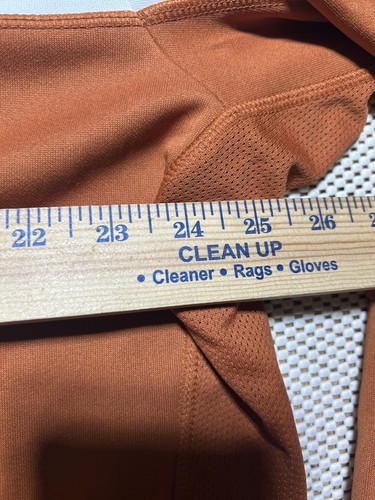 22 23 24 25 26
CLEAN UP
• Cleaner • Rags • Gloves